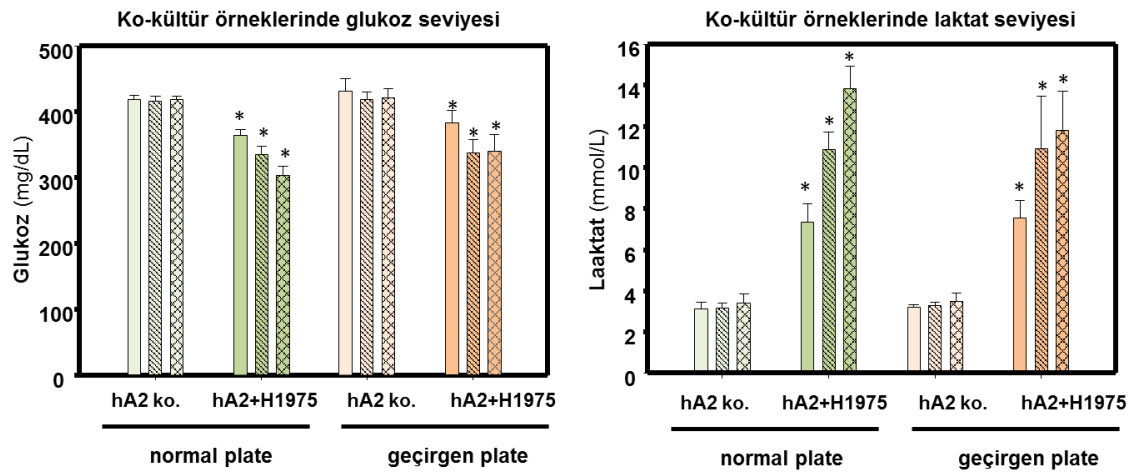 Ko-kültür örneklerinde glukoz seviyesi
Glukoz (mg/dL)
500
400
300
200
100
0
* * * * * *
hA2 ko. hA2+H1975 hA2 ko. hA2+H1975
normal plate geçirgen plate
Ko-kültür örneklerinde laktat seviyesi
Laaktat (mmol/L)
16
14
12
10
8
6
4
2
0
* * * * * *
hA2 ko. hA2+H1975 hA2 ko. hA2+H1975
normal plate geçirgen plate